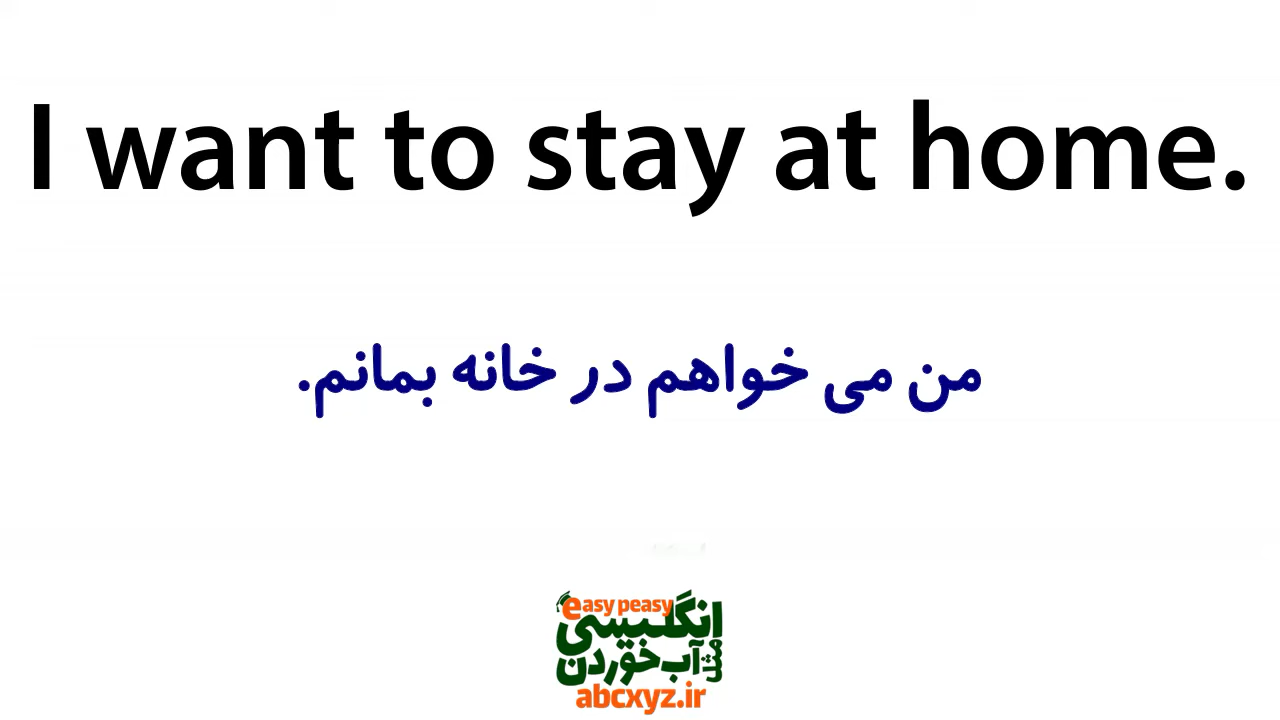 I want to stay at home.
من می خواهم در خانه بمانم.
easy peasy
انگلیسی
مثل آب خوردن
abcxyz.ir